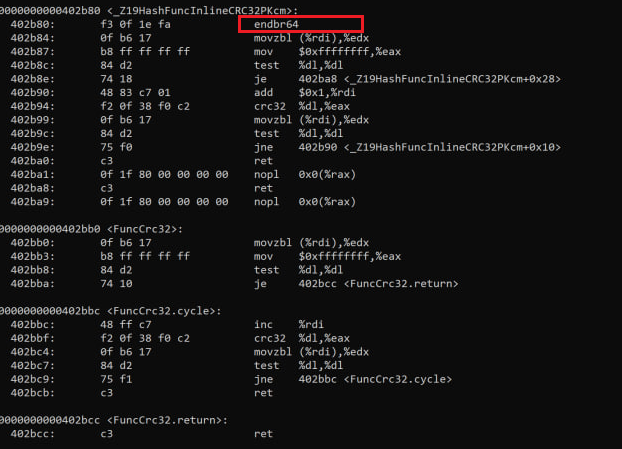 0000000000402b80 <_Z19HashFuncInlineCRC32PKcm>:
402b80: f3 0f 1e fa endbr64
402b84: 0f b6 17 movzbl (%rdi),%edx
402b87: b8 ff ff ff ff mov $0xffffffff,%eax
402b8c: 84 d2 test %dl,%dl
402b8e: 74 18 je 402ba8 <_Z19HashFuncInlineCRC32PKcm+0x28>
402b90: 48 83 c7 01 add $0x1,%rdi
402b94: f2 0f 38 f0 c2 crc32 %dl,%eax
402b99: 0f b6 17 movzbl (%rdi),%edx
402b9c: 84 d2 test %dl,%dl
402b9e: 75 f0 jne 402b90 <_Z19HashFuncInlineCRC32PKcm+0x10>
402ba0: c3 ret
402ba1: 0f 1f 80 00 00 00 00 nopl 0x0(%rax)
402ba8: c3 ret
402ba9: 0f 1f 80 00 00 00 00 nopl 0x0(%rax)
0000000000402bb0 <FuncCrc32>:
402bb0: 0f b6 17 movzbl (%rdi),%edx
402bb3: b8 ff ff ff ff mov $0xffffffff,%eax
402bb8: 84 d2 test %dl,%dl
402bba: 74 10 je 402bcc <FuncCrc32.return>
0000000000402bbc <FuncCrc32.cycle>:
402bbc: 48 ff c7 inc %rdi
402bbf: f2 0f 38 f0 c2 crc32 %dl,%eax
402bc4: 0f b6 17 movzbl (%rdi),%edx
402bc7: 84 d2 test %dl,%dl
402bc9: 75 f1 jne 402bbc <FuncCrc32.cycle>
402bcb: c3 ret
0000000000402bcc <FuncCrc32.return>:
402bcc: c3 ret